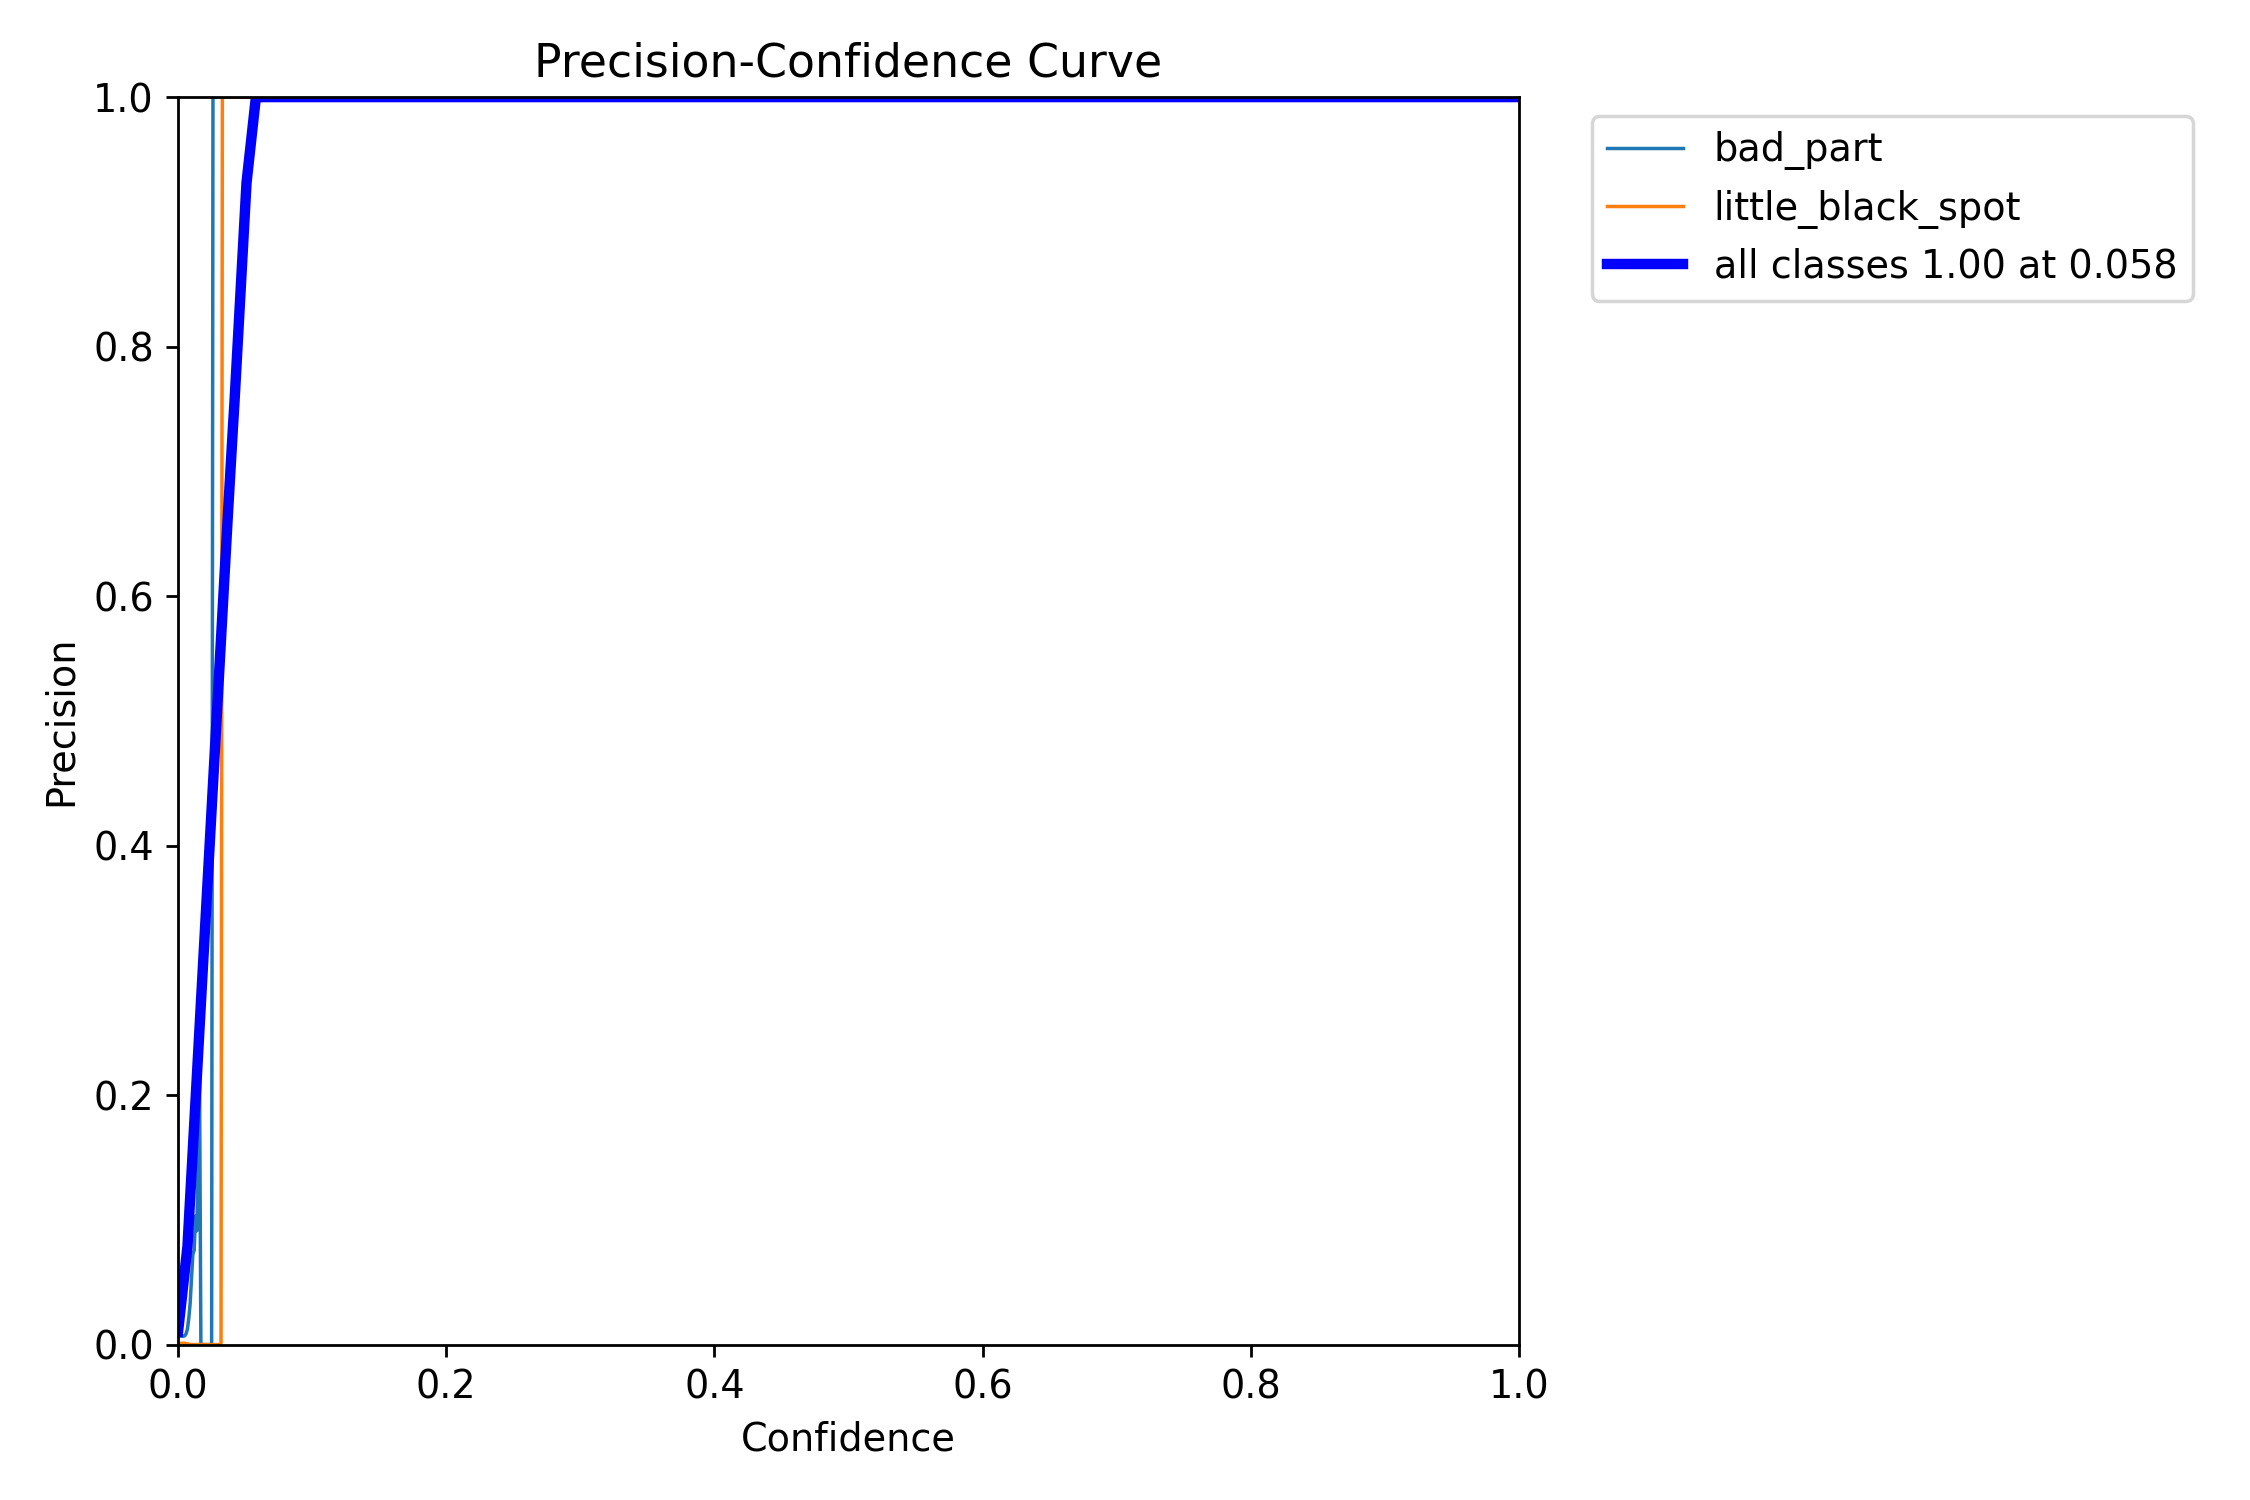 Precision-Confidence Curve
1.0
0.8
0.6
0.4
0.2
0.0
Precision
0.0 0.2 0.4 0.6 0.8 1.0
Confidence
bad_part
little_black_spot
all classes 1.00 at 0.058